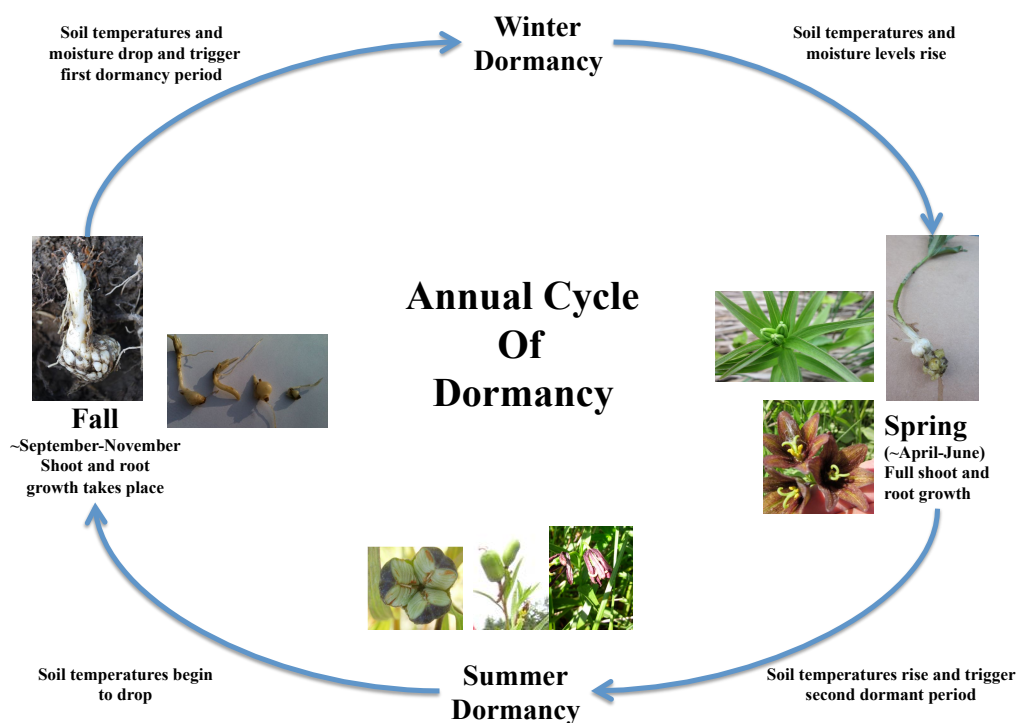 Soil temperatures and
moisture drop and trigger
first dormancy period
Winter
Dormancy
Soil temperatures and
moisture levels rise
Annual Cycle
Of
Dormancy
Fall
~September-November
Shoot and root
growth takes place
Spring
(~April-June)
Full shoot and
root growth
Soil temperatures begin
to drop
Summer
Dormancy
Soil temperatures rise and trigger
second dormant period